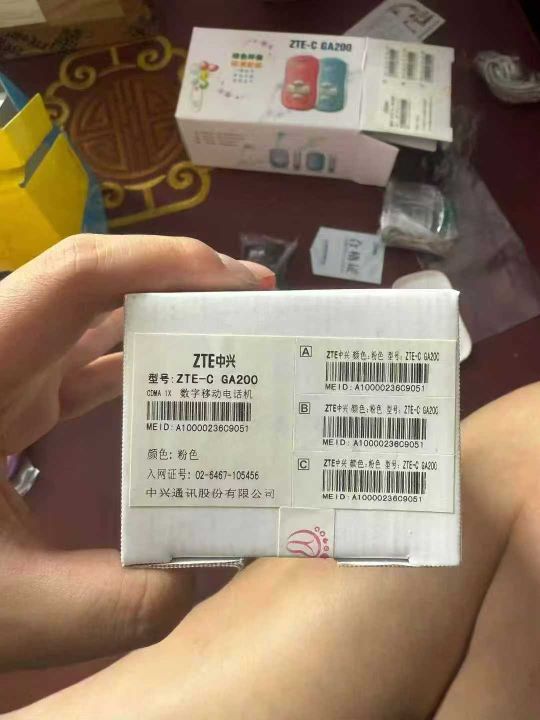 ZTE-C GA200
合格证
ZTE中兴
型号: ZTE-C GA200
CDMA 1X 数字移动电话机
MEID: A1000023609051
颜色: 粉色
入网证号: 02-6467-105456
中兴通讯股份有限公司
A
ZTE中兴 颜色: 粉色 型号: ZTE-C GA200
MEID: A1000023609051
B
ZTE中兴 颜色: 粉色 型号: ZTE-C GA200
MEID: A1000023609051
C
ZTE中兴 颜色: 粉色 型号: ZTE-C GA200
MEID: A1000023609051